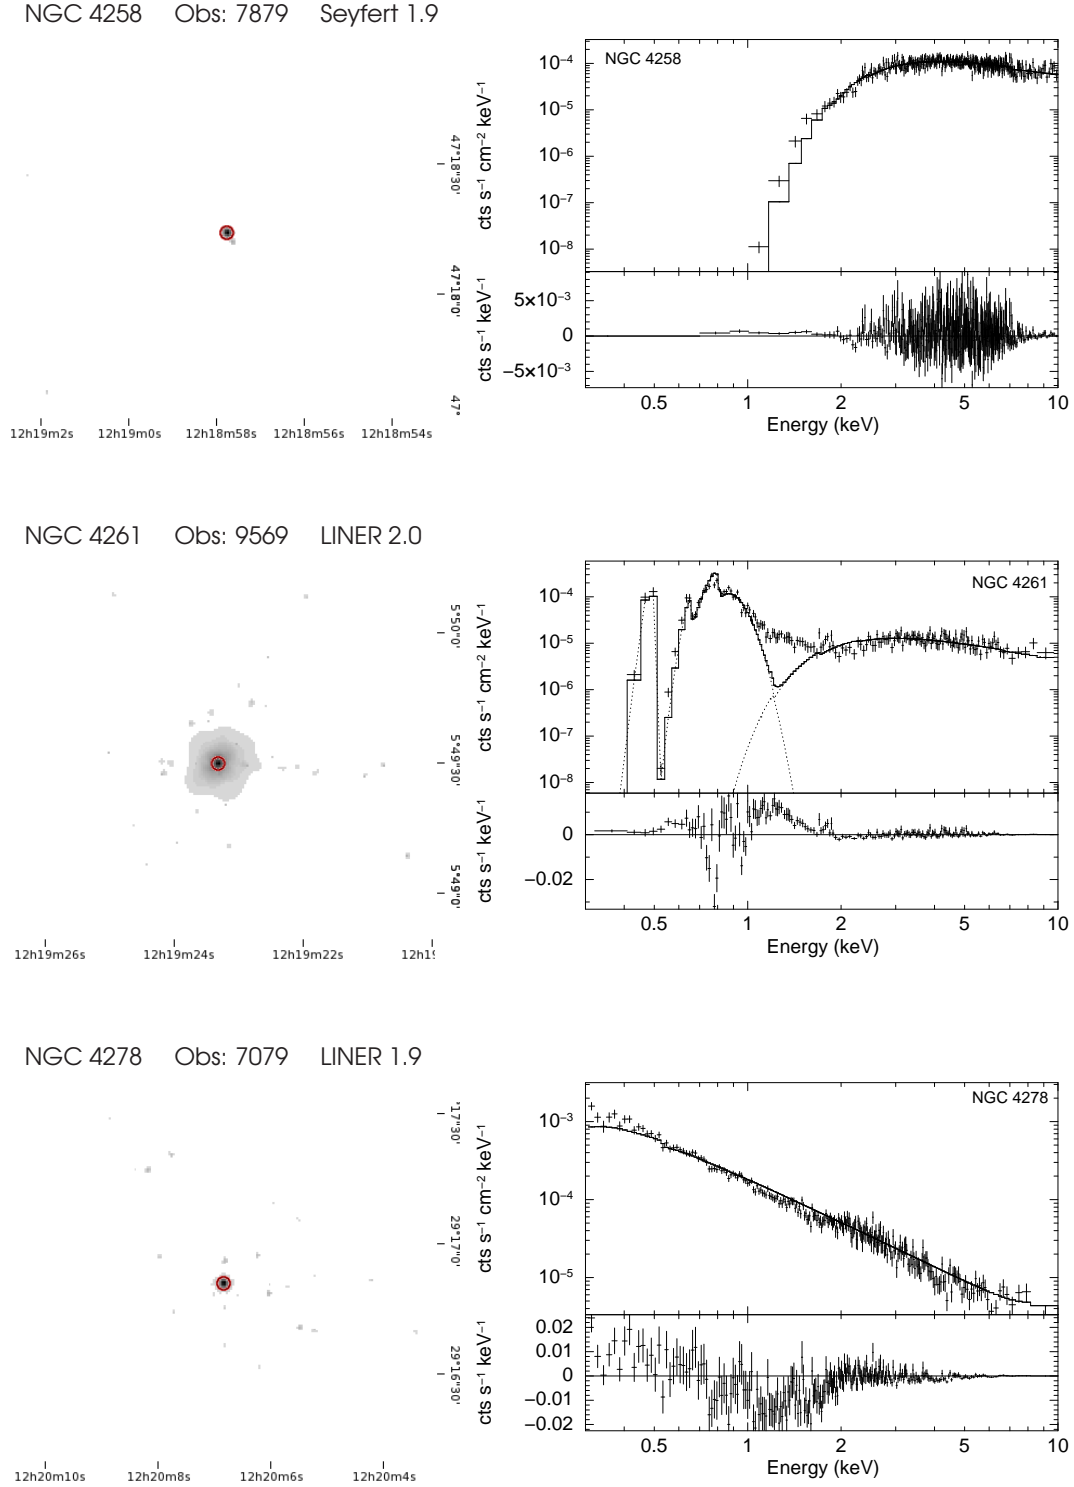 NGC 4258 Obs: 7879 Seyfert 1.9
47°18'30"
47°18'0"
47°
12h19m2s 12h19m0s 12h18m58s 12h18m56s 12h18m54s
NGC 4258
cts s⁻¹ cm⁻² keV⁻¹
10⁻⁴
10⁻⁵
10⁻⁶
10⁻⁷
10⁻⁸
cts s⁻¹ keV⁻¹
5×10⁻³
0
−5×10⁻³
0.5 1 2 5 10
Energy (keV)
NGC 4261 Obs: 9569 LINER 2.0
5°50'0"
5°49'30"
5°49'0"
12h19m26s 12h19m24s 12h19m22s 12h19
NGC 4261
cts s⁻¹ cm⁻² keV⁻¹
10⁻⁴
10⁻⁵
10⁻⁶
10⁻⁷
10⁻⁸
cts s⁻¹ keV⁻¹
0
−0.02
0.5 1 2 5 10
Energy (keV)
NGC 4278 Obs: 7079 LINER 1.9
'17'30"
29°17'0"
29°16'30"
12h20m10s 12h20m8s 12h20m6s 12h20m4s
NGC 4278
cts s⁻¹ cm⁻² keV⁻¹
10⁻³
10⁻⁴
10⁻⁵
cts s⁻¹ keV⁻¹
0.02
0.01
0
−0.01
−0.02
0.5 1 2 5 10
Energy (keV)